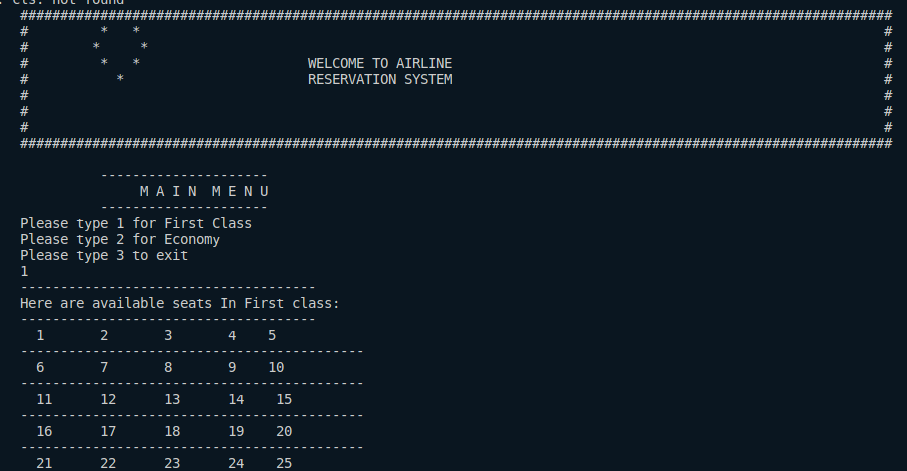 : cls: not found
#############################################################################################################
#         *   *                                                                                             #
#        *     *                                                                                            #
#         *   *                     WELCOME TO AIRLINE                                                      #
#           *                       RESERVATION SYSTEM                                                      #
#                                                                                                           #
#                                                                                                           #
#                                                                                                           #
#############################################################################################################
---------------------
M A I N  M E N U
---------------------
Please type 1 for First Class
Please type 2 for Economy
Please type 3 to exit
1
-------------------------------------
Here are available seats In First class:
-------------------------------------
1       2       3       4    5
-------------------------------------------
6       7       8       9    10
-------------------------------------------
11      12      13      14    15
-------------------------------------------
16      17      18      19    20
-------------------------------------------
21      22      23      24    25